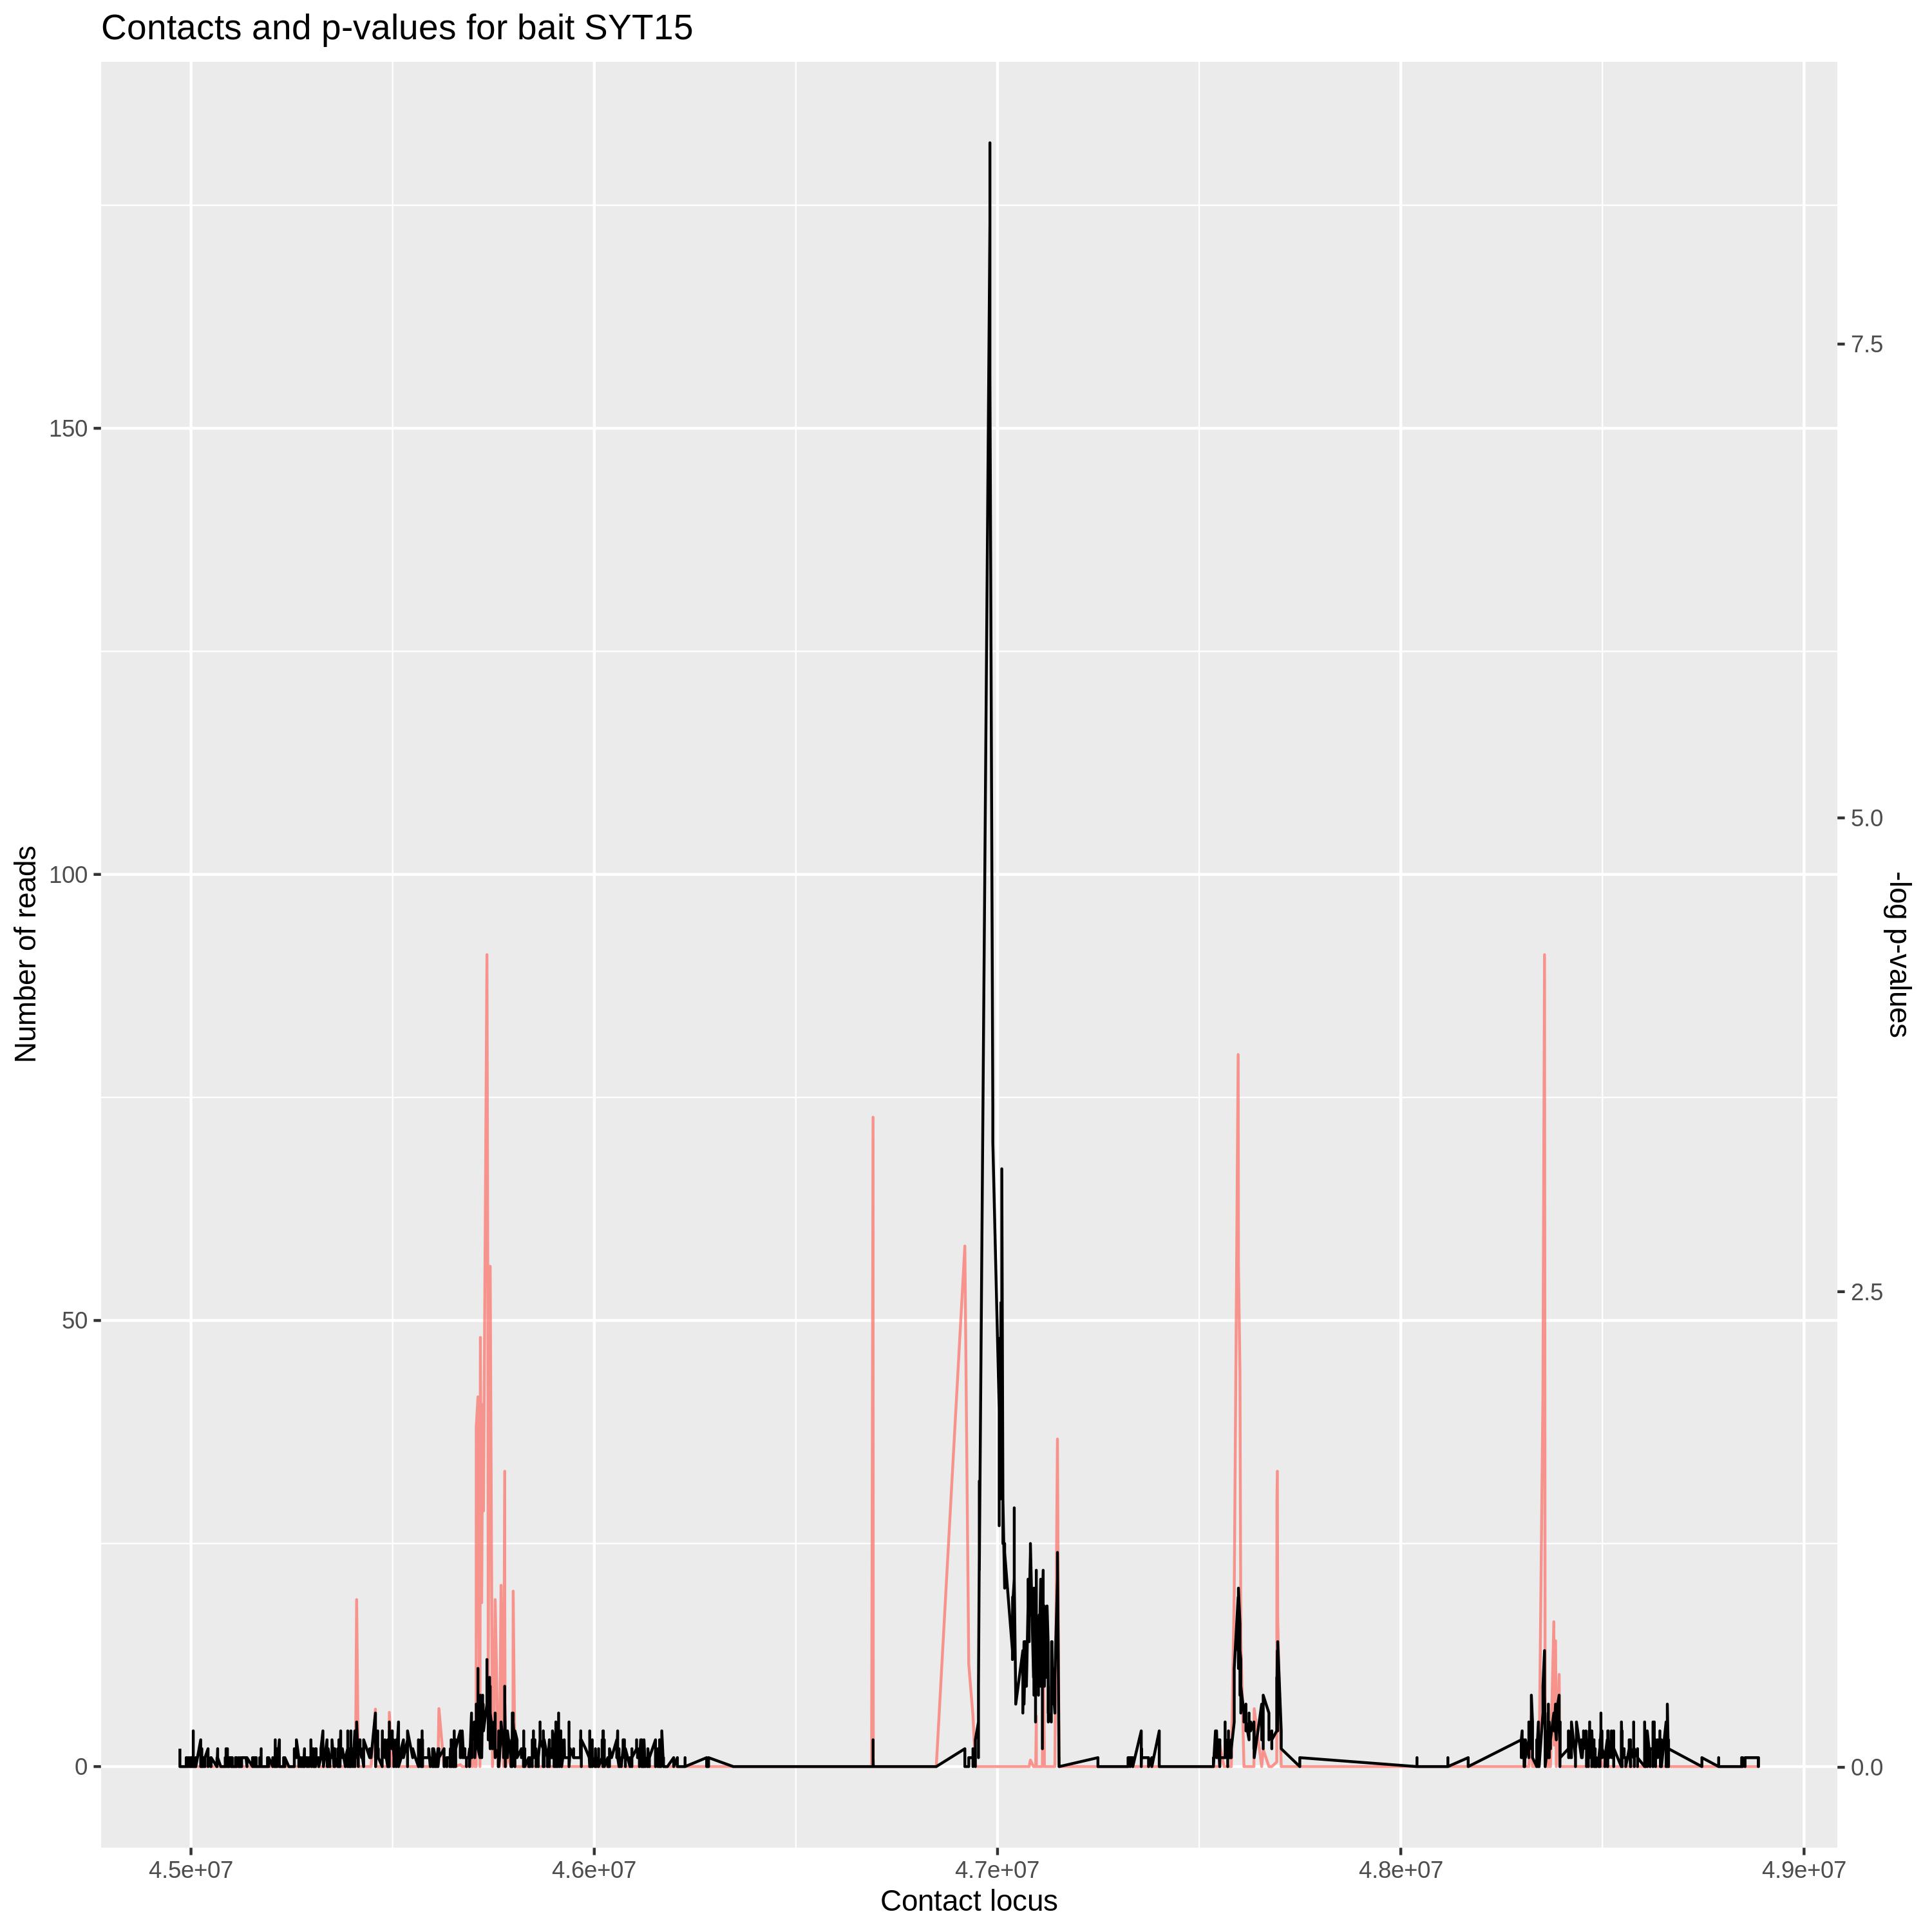 Contacts and p-values for bait SYT15
150
100
50
0
7.5
5.0
2.5
0.0
Number of reads
-log p-values
4.5e+07
4.6e+07
4.7e+07
4.8e+07
4.9e+07
Contact locus